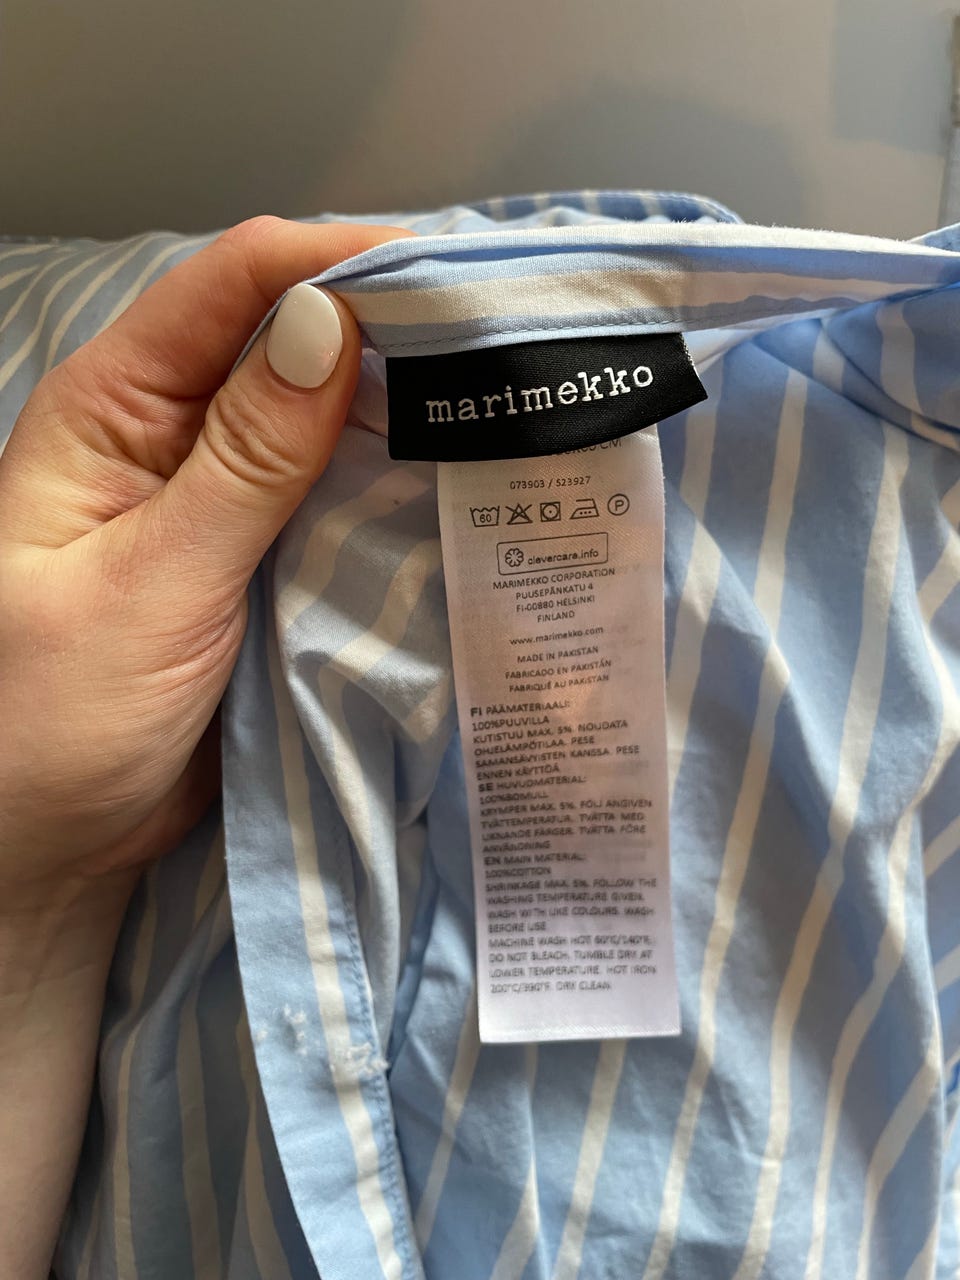 marimekko
CM
073903 / 523927
60 P
clevercare.info
MARIMEKKO CORPORATION
PUUSEPÄNKATU 4
FI-00880 HELSINKI
FINLAND
www.marimekko.com
MADE IN PAKISTAN
FABRICADO EN PAKISTÁN
FABRIQUÉ AU PAKISTAN
FI PÄÄMATERIAALI:
100%PUUVILLA
KUTISTUU MAX. 5%. NOUDATA
OHJELÄMPÖTILAA. PESE
SAMANSÄVYISTEN KANSSA. PESE
ENNEN KÄYTTÖÄ
SE HUVUDMATERIAL:
100%BOMULL
KRYMPER MAX. 5%. FÖLJ ANGIVEN
TVÄTTEMPERATUR. TVÄTTA MED
LIKNANDE FÄRGER. TVÄTTA FÖRE
ANVÄNDNING
EN MAIN MATERIAL:
100%COTTON
SHRINKAGE MAX. 5%. FOLLOW THE
WASHING TEMPERATURE GIVEN.
WASH WITH LIKE COLOURS. WASH
BEFORE USE
MACHINE WASH HOT 60°C/140°F.
DO NOT BLEACH. TUMBLE DRY AT
LOWER TEMPERATURE. HOT IRON
200°C/390°F. DRY CLEAN.